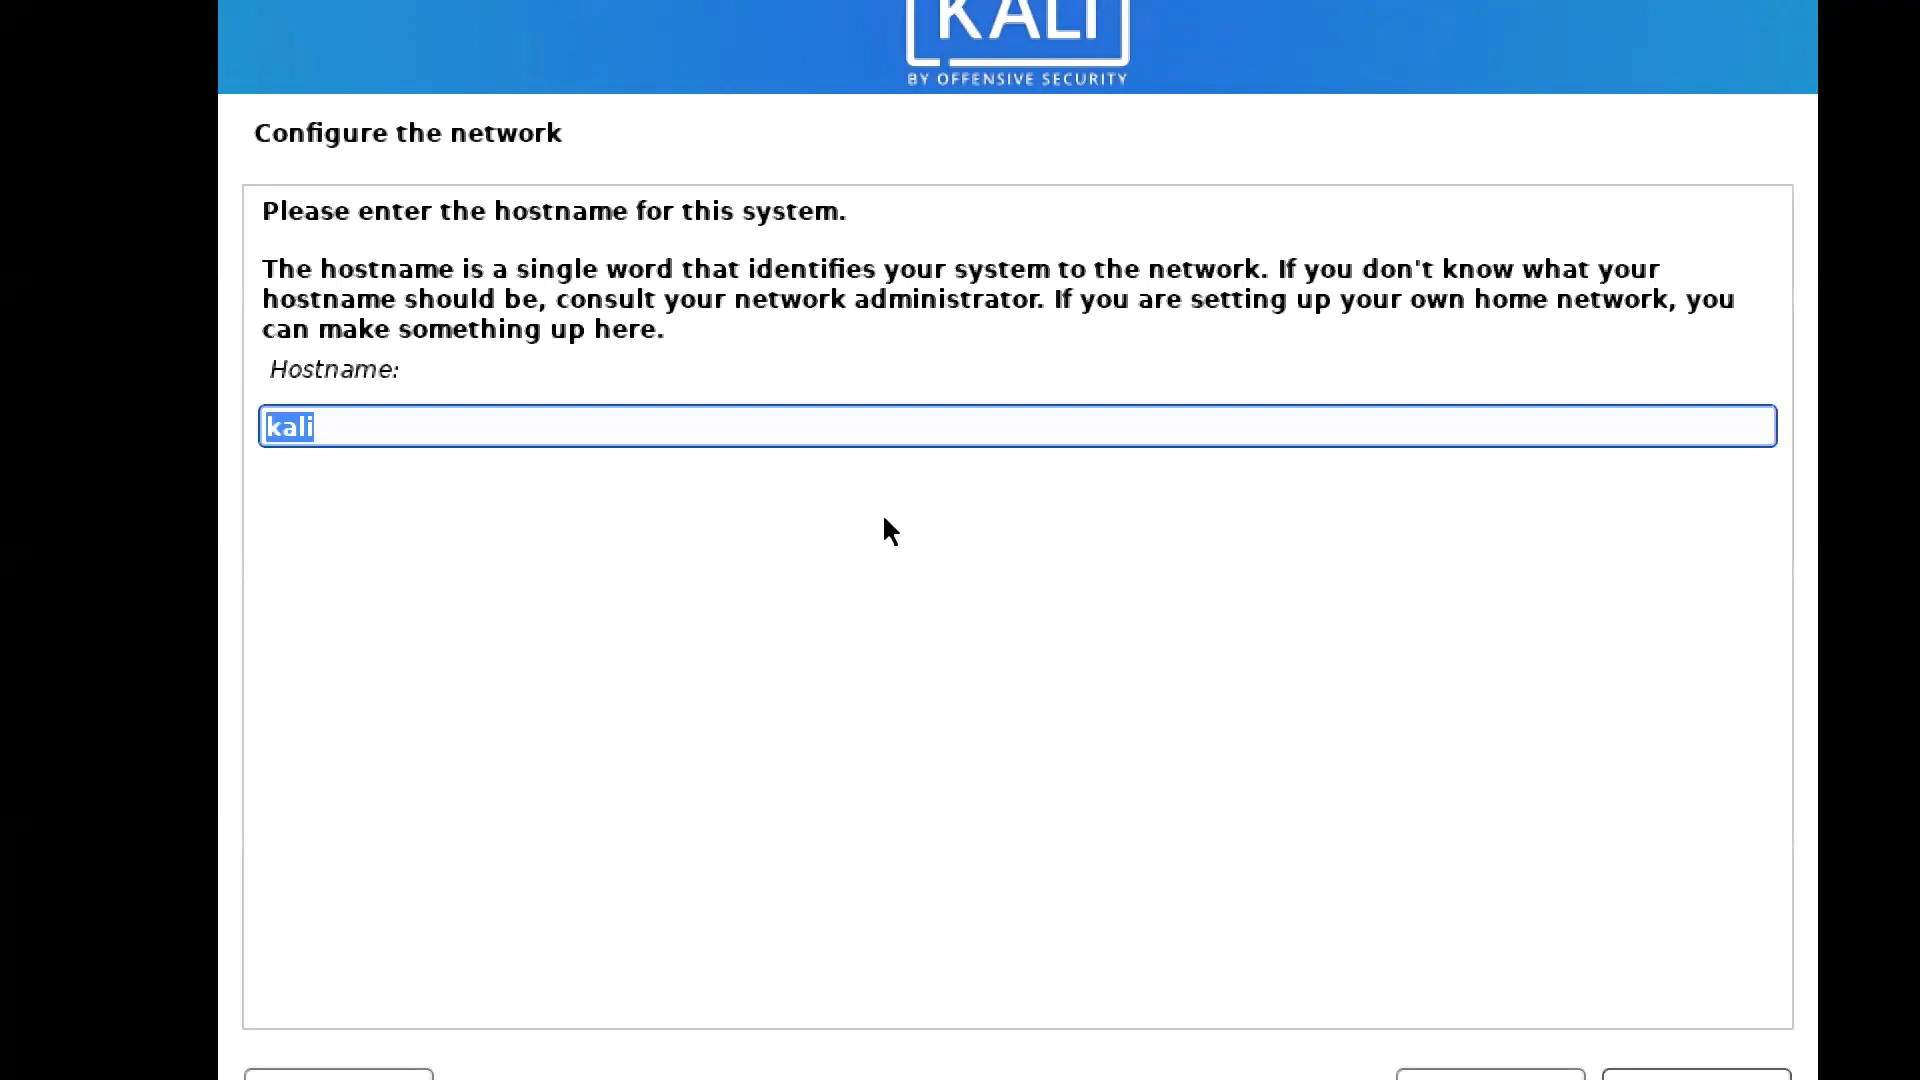 KALI
BY OFFENSIVE SECURITY
Configure the network
Please enter the hostname for this system.
The hostname is a single word that identifies your system to the network. If you don't know what your
hostname should be, consult your network administrator. If you are setting up your own home network, you
can make something up here.
Hostname:
kali